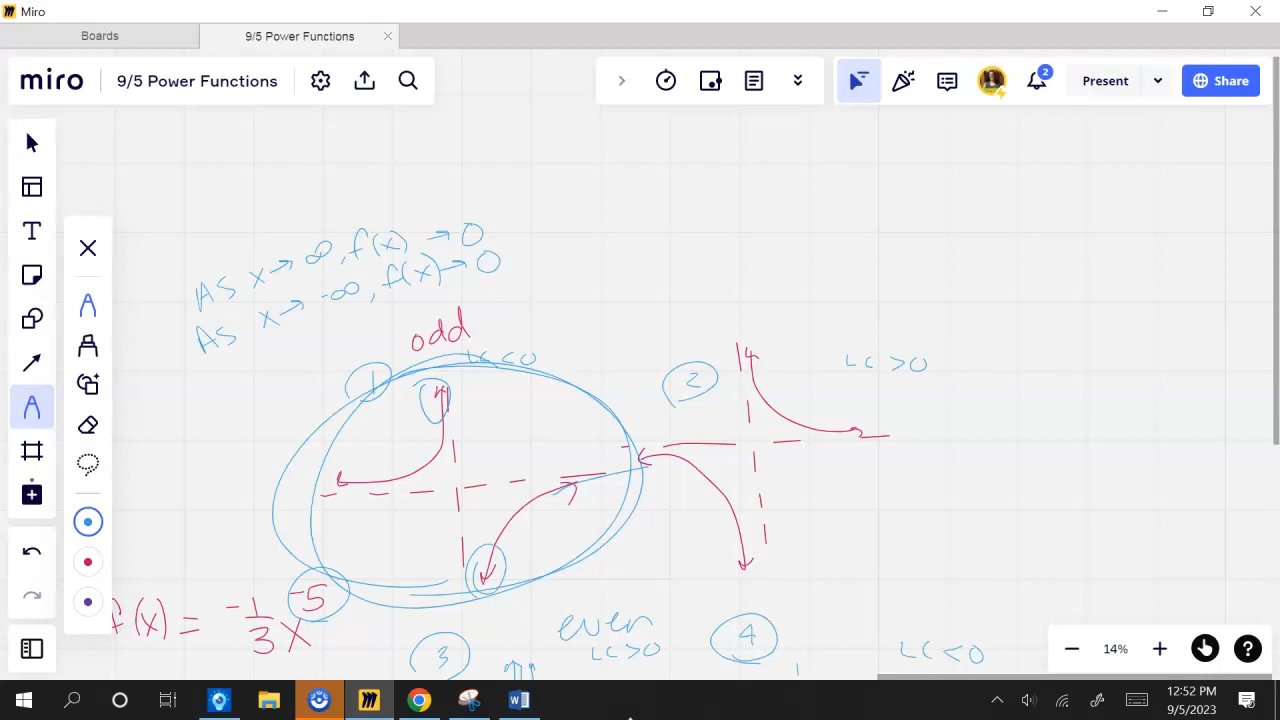 Miro
Boards
9/5 Power Functions
miro
9/5 Power Functions
2
Present
Share
AS x → ∞, f(x) → 0
AS x → -∞, f(x) → 0
odd
LC < 0
1
2
LC > 0
f(x) = -1/3 x^-5
even
LC > 0
3
4
LC < 0
14%
12:52 PM
9/5/2023